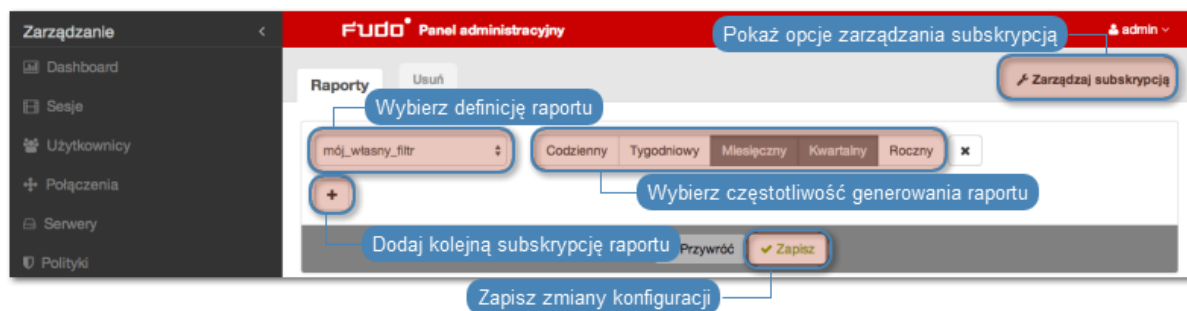 Zarządzanie <
FUDO Panel administracyjny
Pokaż opcje zarządzania subskrypcją
admin
Dashboard
Raporty
Usuń
Zarządzaj subskrypcją
Sesje
Wybierz definicję raportu
Użytkownicy
mój_własny_filtr
Codzienny Tygodniowy Miesięczny Kwartalny Roczny
Połączenia
+
Wybierz częstotliwość generowania raportu
Serwery
Dodaj kolejną subskrypcję raportu
Przywróć
Zapisz
Polityki
Zapisz zmiany konfiguracji